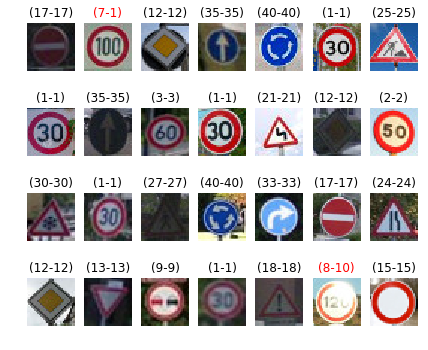 (17-17) (7-1) (12-12) (35-35) (40-40) (1-1) (25-25)
100 30
(1-1) (35-35) (3-3) (1-1) (21-21) (12-12) (2-2)
30 60 30 50
(30-30) (1-1) (27-27) (40-40) (33-33) (17-17) (24-24)
30
(12-12) (13-13) (9-9) (1-1) (18-18) (8-10) (15-15)
30 120